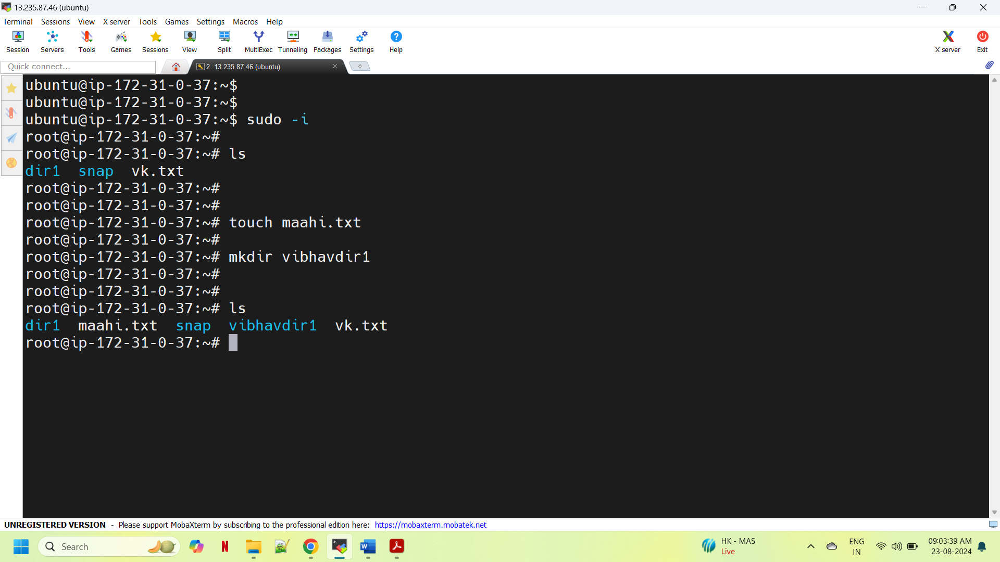 13.235.87.46 (ubuntu)
Terminal Sessions View X server Tools Games Settings Macros Help
Session Servers Tools Games Sessions View Split MultiExec Tunneling Packages Settings Help X server Exit
Quick connect... 2. 13.235.87.46 (ubuntu)
ubuntu@ip-172-31-0-37:~$
ubuntu@ip-172-31-0-37:~$
ubuntu@ip-172-31-0-37:~$ sudo -i
root@ip-172-31-0-37:~#
root@ip-172-31-0-37:~# ls
dir1 snap vk.txt
root@ip-172-31-0-37:~#
root@ip-172-31-0-37:~#
root@ip-172-31-0-37:~# touch maahi.txt
root@ip-172-31-0-37:~#
root@ip-172-31-0-37:~# mkdir vibhavdir1
root@ip-172-31-0-37:~#
root@ip-172-31-0-37:~#
root@ip-172-31-0-37:~# ls
dir1 maahi.txt snap vibhavdir1 vk.txt
root@ip-172-31-0-37:~#
UNREGISTERED VERSION - Please support MobaXterm by subscribing to the professional edition here: https://mobaxterm.mobatek.net
Search
HK - MAS
Live
ENG
IN
09:03:39 AM
23-08-2024